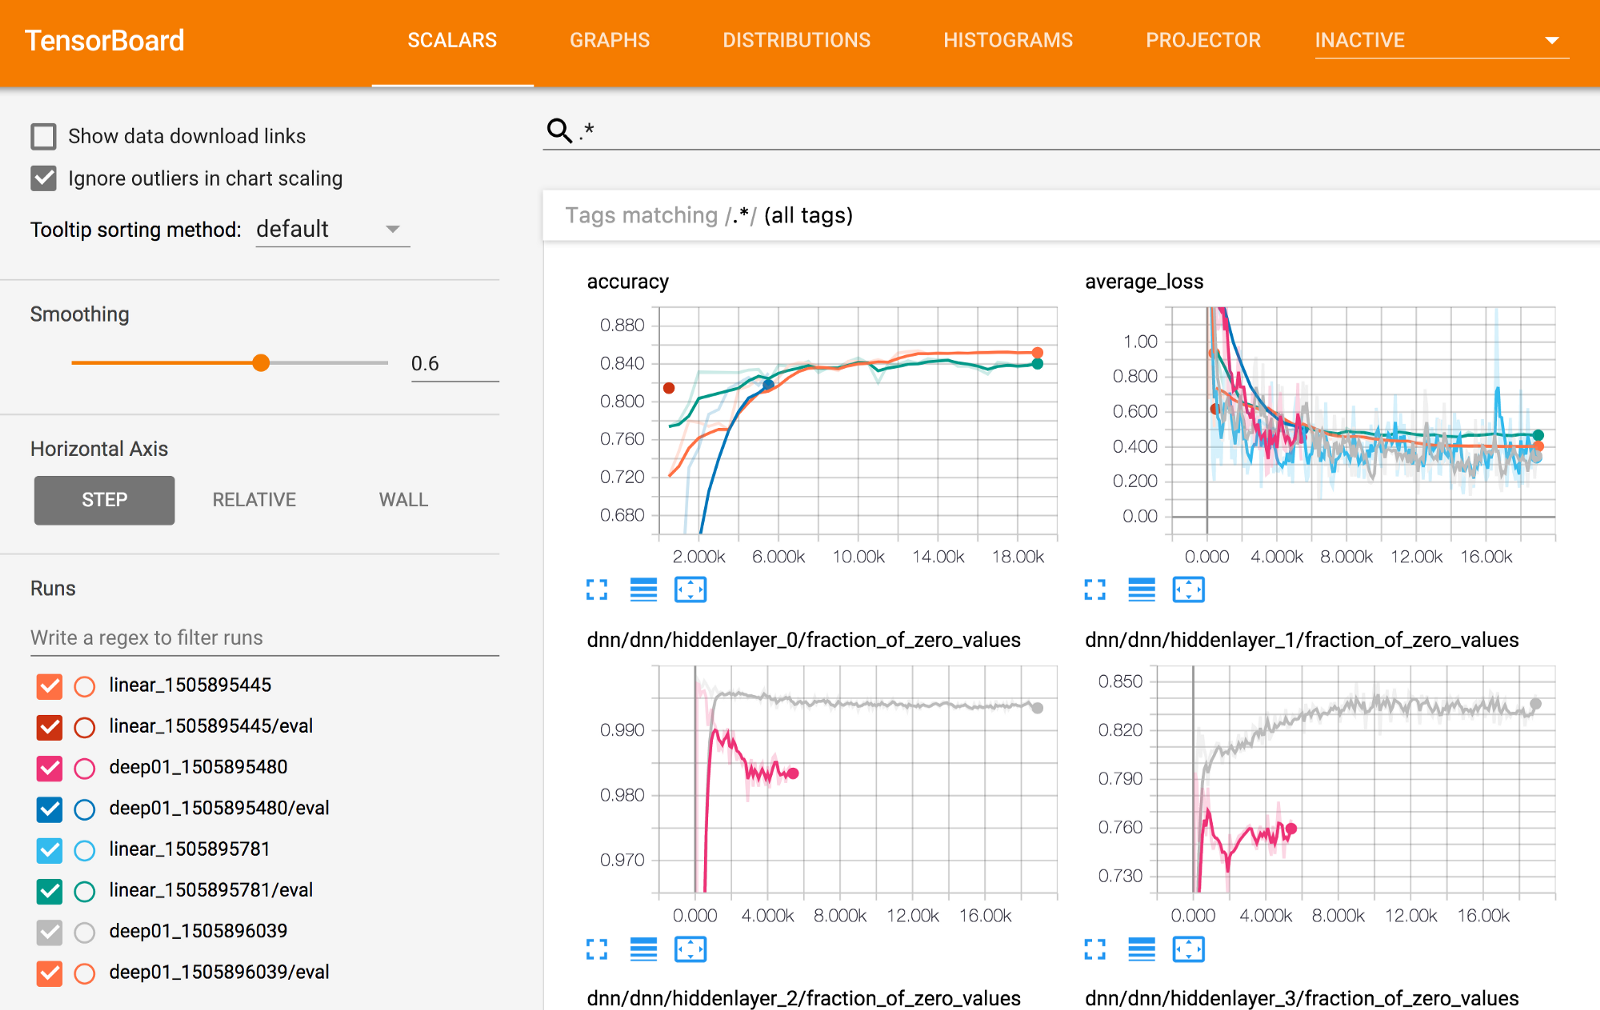 TensorBoard
SCALARS
GRAPHS
DISTRIBUTIONS
HISTOGRAMS
PROJECTOR
INACTIVE
Show data download links
Ignore outliers in chart scaling
Tooltip sorting method: default
Smoothing
0.6
Horizontal Axis
STEP
RELATIVE
WALL
Runs
Write a regex to filter runs
linear_1505895445
linear_1505895445/eval
deep01_1505895480
deep01_1505895480/eval
linear_1505895781
linear_1505895781/eval
deep01_1505896039
deep01_1505896039/eval
.*
Tags matching /.*/ (all tags)
accuracy
0.880
0.840
0.800
0.760
0.720
0.680
2.000k 6.000k 10.00k 14.00k 18.00k
average_loss
1.00
0.800
0.600
0.400
0.200
0.00
0.000 4.000k 8.000k 12.00k 16.00k
dnn/dnn/hiddenlayer_0/fraction_of_zero_values
0.990
0.980
0.970
0.000 4.000k 8.000k 12.00k 16.00k
dnn/dnn/hiddenlayer_1/fraction_of_zero_values
0.850
0.820
0.790
0.760
0.730
0.000 4.000k 8.000k 12.00k 16.00k
dnn/dnn/hiddenlayer_2/fraction_of_zero_values
dnn/dnn/hiddenlayer_3/fraction_of_zero_values